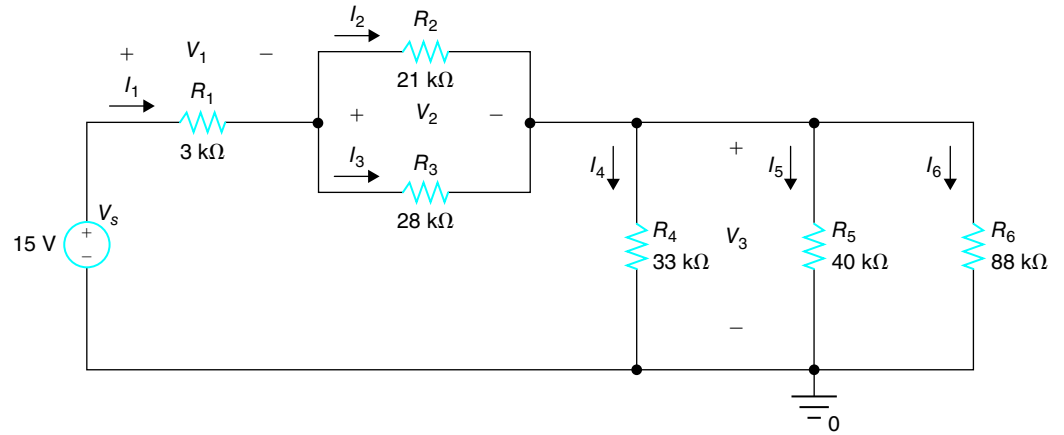 I2
R2
21 kΩ
+ V1 −
I1
R1
3 kΩ
+ V2 −
I3
R3
28 kΩ
Vs
15 V
+
−
I4
R4
33 kΩ
+
V3
−
I5
R5
40 kΩ
I6
R6
88 kΩ
0